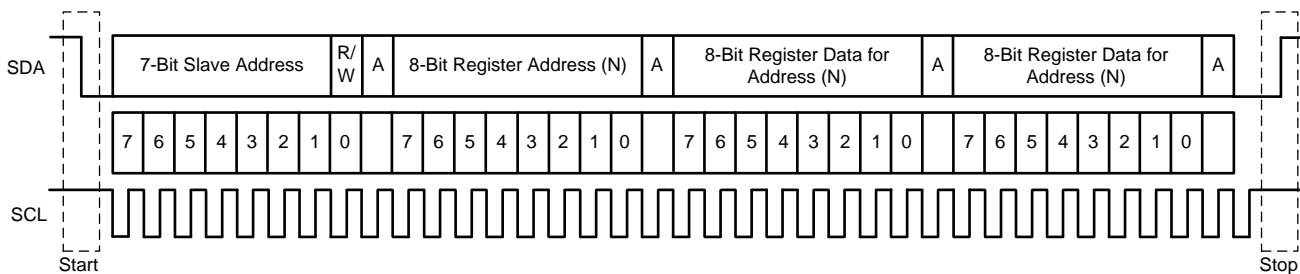 SDA
7-Bit Slave Address
R/
W
A
8-Bit Register Address (N)
A
8-Bit Register Data for
Address (N)
A
8-Bit Register Data for
Address (N)
A
7 6 5 4 3 2 1 0 7 6 5 4 3 2 1 0 7 6 5 4 3 2 1 0 7 6 5 4 3 2 1 0
SCL
Start
Stop